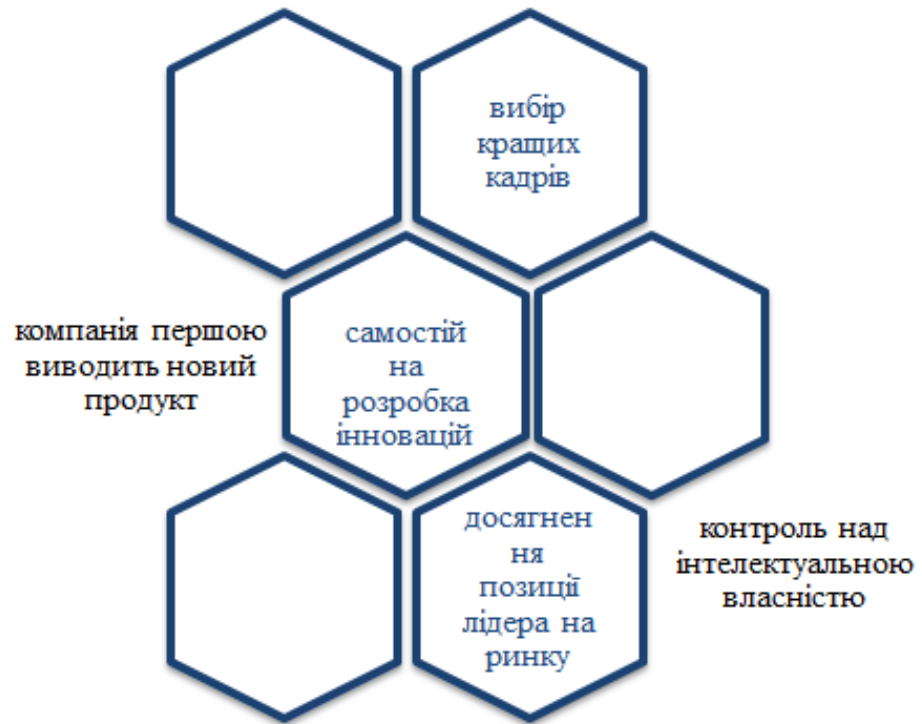 вибір
кращих
кадрів
компанія першою
виводить новий
продукт
самостій
на
розробка
інновацій
досягнен
ня
позиції
лідера на
ринку
контроль над
інтелектуальною
власністю